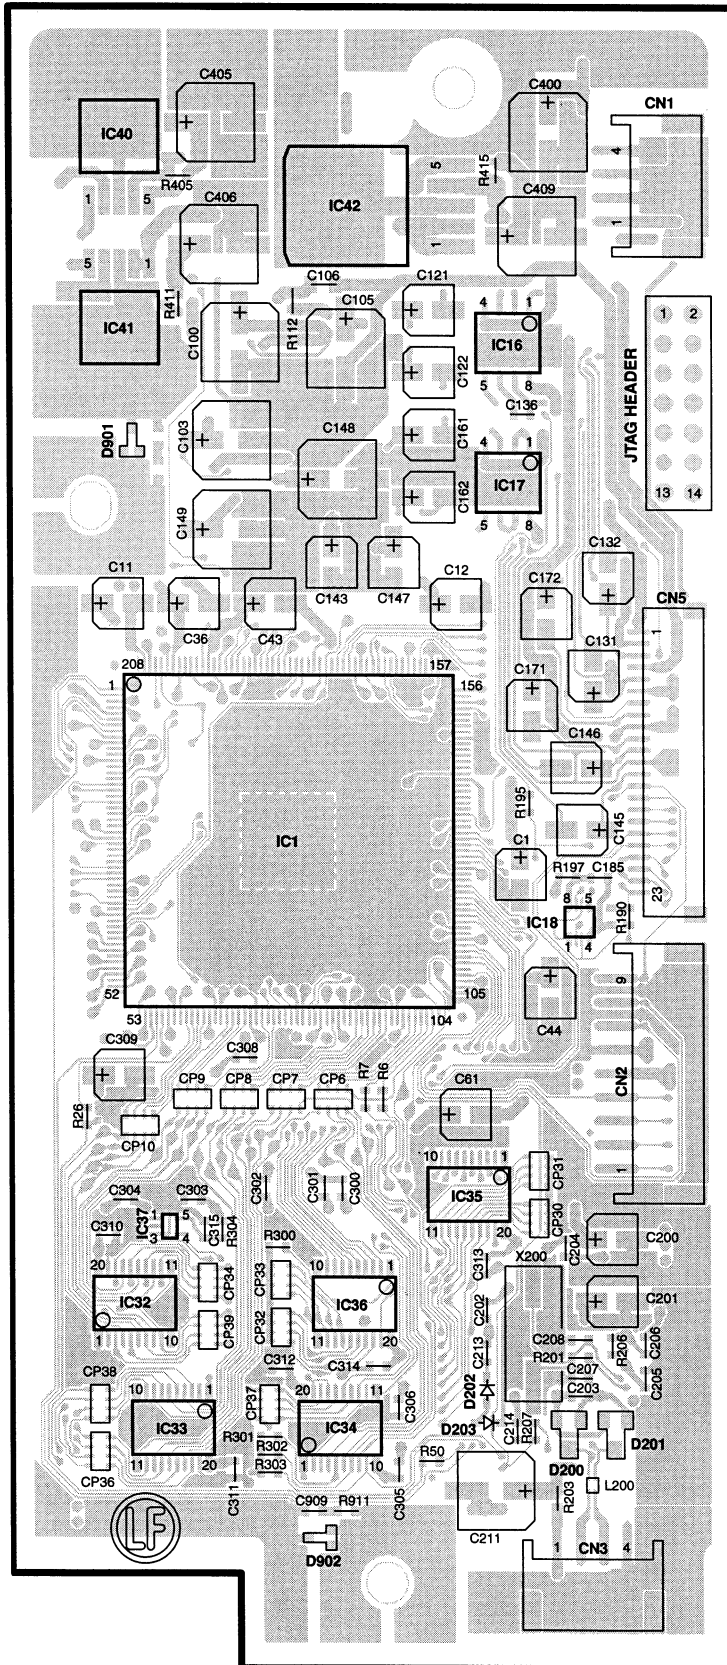 C405
C400
CN1
IC40
4
5
R415
R405
1
5
C406
IC42
C409
1
1
5
1
C106
C121
R411
C100
R112
C105
4
1
1
2
IC41
IC16
C122
5
8
C136
JTAG HEADER
D901
C103
C148
C161
4
1
IC17
C149
C162
13
14
5
8
C11
C132
C172
C12
CN5
C36
C43
C143
C147
1
208
157
C131
1
156
C171
C146
R195
IC1
C145
C1
R197
C185
23
8
5
IC18
R190
1
4
52
105
9
53
104
C44
C309
C308
CP9
CP8
CP7
CP6
R7
R6
C61
CN2
R26
CP10
10
1
CP31
C304
C303
C302
C301
C300
IC35
1
IC37
1
5
3
4
C315
R304
11
20
CP30
C310
R300
C204
C200
20
11
CP34
CP33
10
1
C313
X200
IC32
IC36
C202
C201
1
10
CP39
CP32
11
20
C208
R206
C206
C213
R201
CP38
C312
C314
C207
C205
10
1
CP37
20
11
C306
D202
C203
IC33
IC34
D203
C214
R207
R301
R302
11
20
R303
1
10
R50
D200
D201
CP36
C311
C305
R203
L200
C909
R911
LF
C211
D902
1
CN3
4